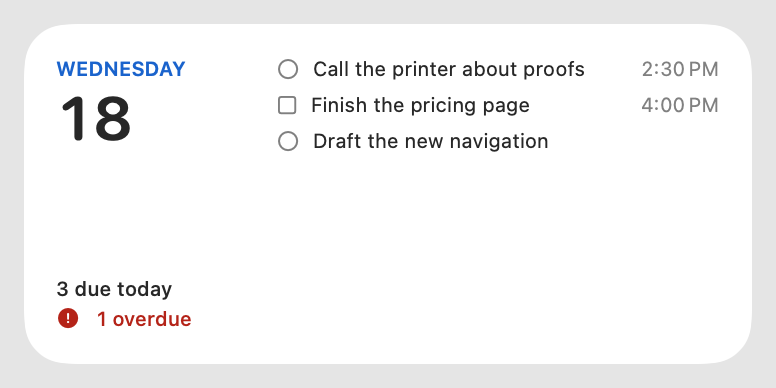 WEDNESDAY
18
Call the printer about proofs 2:30 PM
Finish the pricing page 4:00 PM
Draft the new navigation
3 due today
! 1 overdue